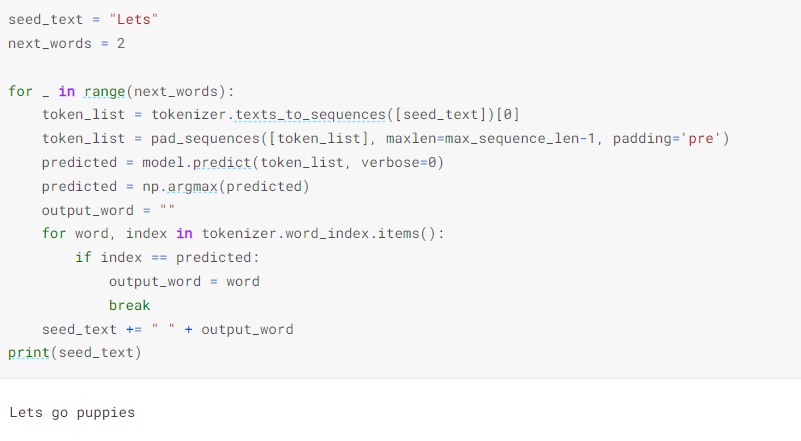 seed_text = "Lets"
next_words = 2

for _ in range(next_words):
    token_list = tokenizer.texts_to_sequences([seed_text])[0]
    token_list = pad_sequences([token_list], maxlen=max_sequence_len-1, padding='pre')
    predicted = model.predict(token_list, verbose=0)
    predicted = np.argmax(predicted)
    output_word = ""
    for word, index in tokenizer.word_index.items():
        if index == predicted:
            output_word = word
            break
    seed_text += " " + output_word
print(seed_text)
Lets go puppies